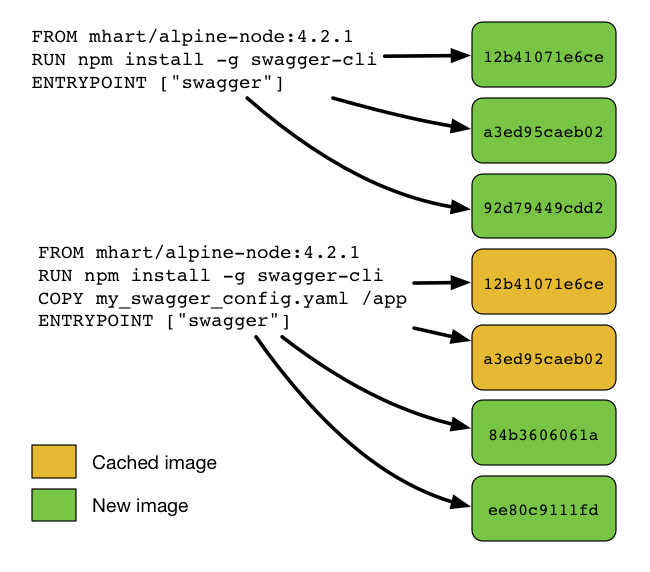 FROM mhart/alpine-node:4.2.1
RUN npm install -g swagger-cli
ENTRYPOINT ["swagger"]
12b41071e6ce
a3ed95caeb02
92d79449cdd2
FROM mhart/alpine-node:4.2.1
RUN npm install -g swagger-cli
COPY my_swagger_config.yaml /app
ENTRYPOINT ["swagger"]
12b41071e6ce
a3ed95caeb02
84b3606061a
ee80c9111fd
Cached image
New image